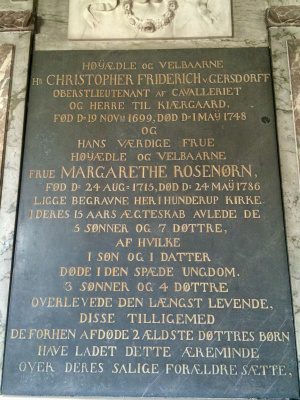 HØYÆDLE OG VELBAARNE
HR CHRISTOPHER FRIDERICH V. GERSDORFF
OBERSTLIEUTENANT AF CAVALLERIET
OG HERRE TIL KIÆRGAARD,
FØD D: 19 NOVR 1699, DØD D: 1 MAŸ 1748
OG
HANS VÆRDIGE FRUE
HØYÆDLE OG VELBAARNE
FRUE MARGARETHE ROSENØRN,
FØD D: 24 AUG: 1715, DØD D: 24 MAŸ 1786
LIGGE BEGRAVNE HER I HUNDERUP KIRKE.
I DERES 15 AARS ÆGTESKAB AVLEDE DE
5 SØNNER OG 7 DØTTRE,
AF HVILKE
1 SØN OG 1 DATTER
DØDE I DEN SPÆDE UNGDOM.
3 SØNNER OG 4 DØTTRE
OVERLEVEDE DEN LÆNGST LEVENDE,
DISSE TILLIGEMED
DE FORHEN AFDØDE 2 ÆLDSTE DØTTRES BØRN
HAVE LADET DETTE ÆREMINDE
OVER DERES SALIGE FORÆLDRE SÆTTE,